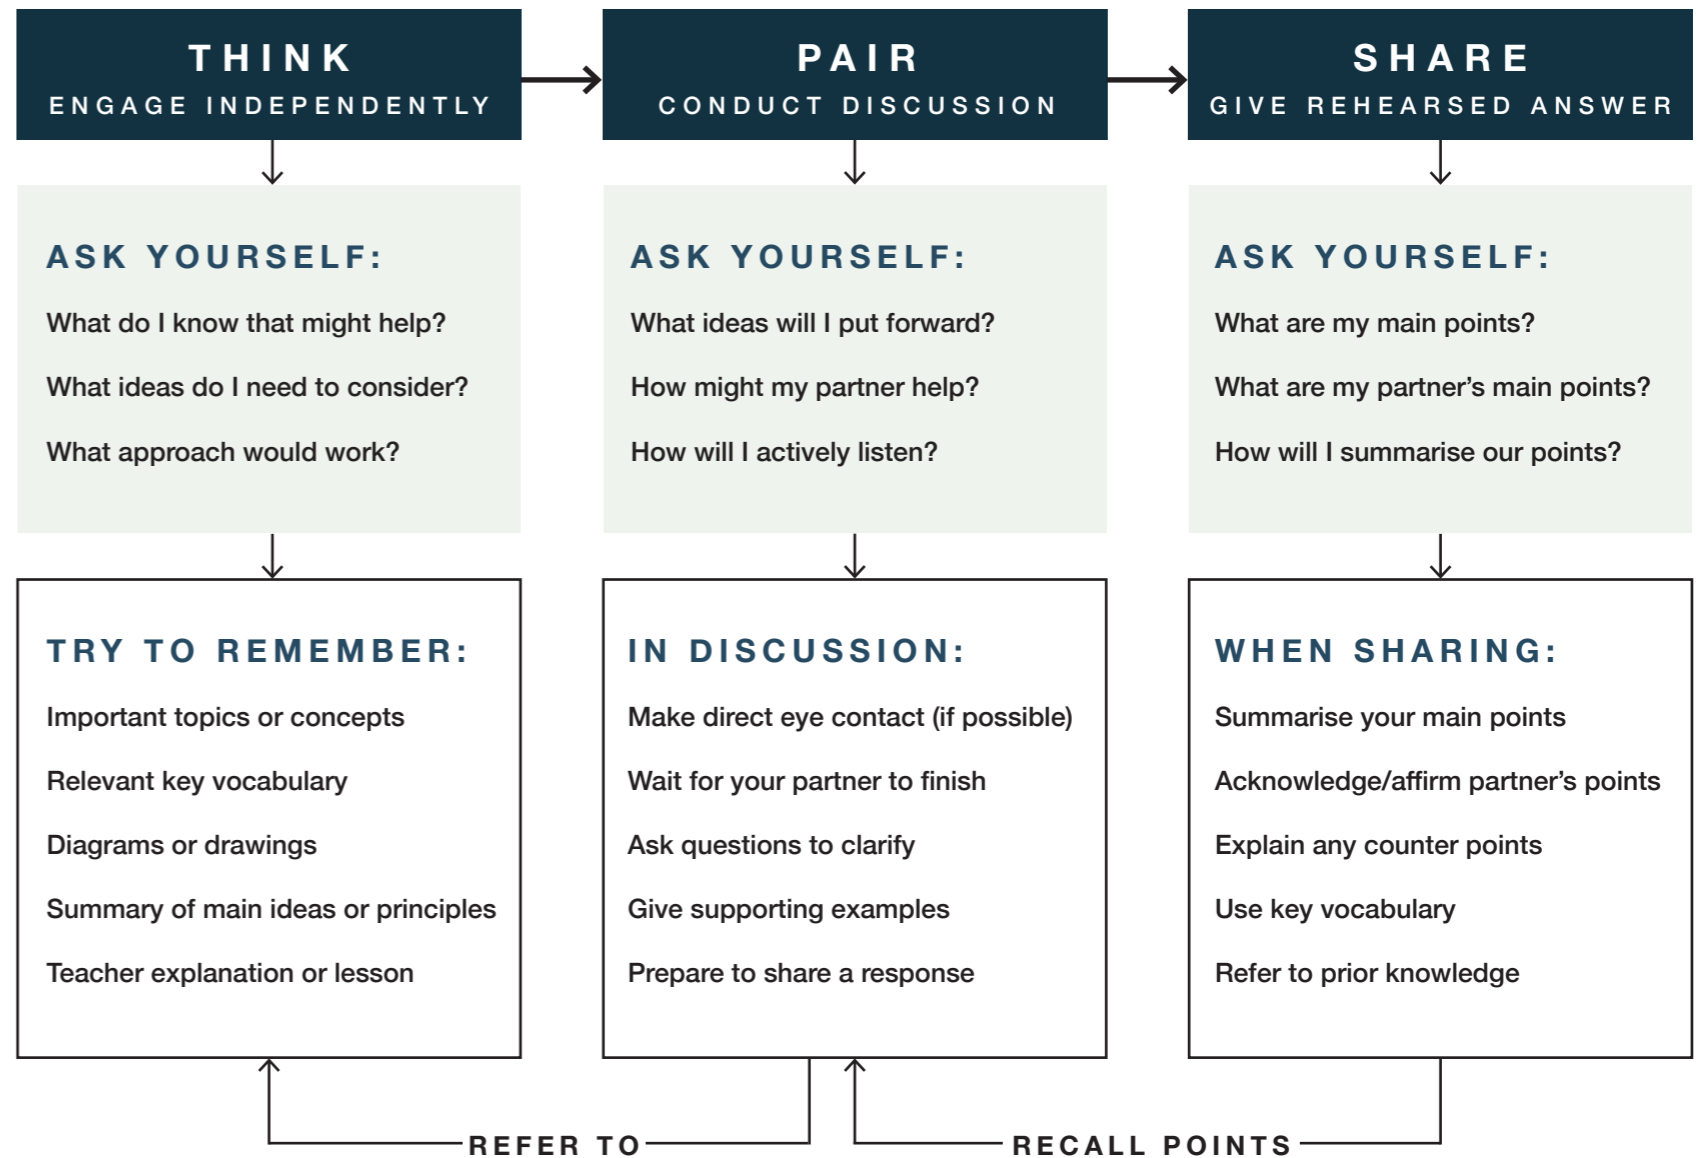 THINK
ENGAGE INDEPENDENTLY
PAIR
CONDUCT DISCUSSION
SHARE
GIVE REHEARSED ANSWER
ASK YOURSELF:
What do I know that might help?
What ideas do I need to consider?
What approach would work?
ASK YOURSELF:
What ideas will I put forward?
How might my partner help?
How will I actively listen?
ASK YOURSELF:
What are my main points?
What are my partner’s main points?
How will I summarise our points?
TRY TO REMEMBER:
Important topics or concepts
Relevant key vocabulary
Diagrams or drawings
Summary of main ideas or principles
Teacher explanation or lesson
IN DISCUSSION:
Make direct eye contact (if possible)
Wait for your partner to finish
Ask questions to clarify
Give supporting examples
Prepare to share a response
WHEN SHARING:
Summarise your main points
Acknowledge/affirm partner’s points
Explain any counter points
Use key vocabulary
Refer to prior knowledge
REFER TO
RECALL POINTS